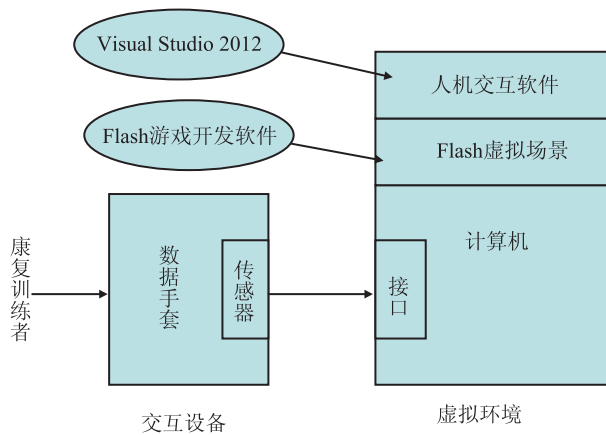 Visual Studio 2012
人机交互软件
Flash游戏开发软件
Flash虚拟场景
计算机
康复训练者
数据手套
传感器
接口
交互设备
虚拟环境